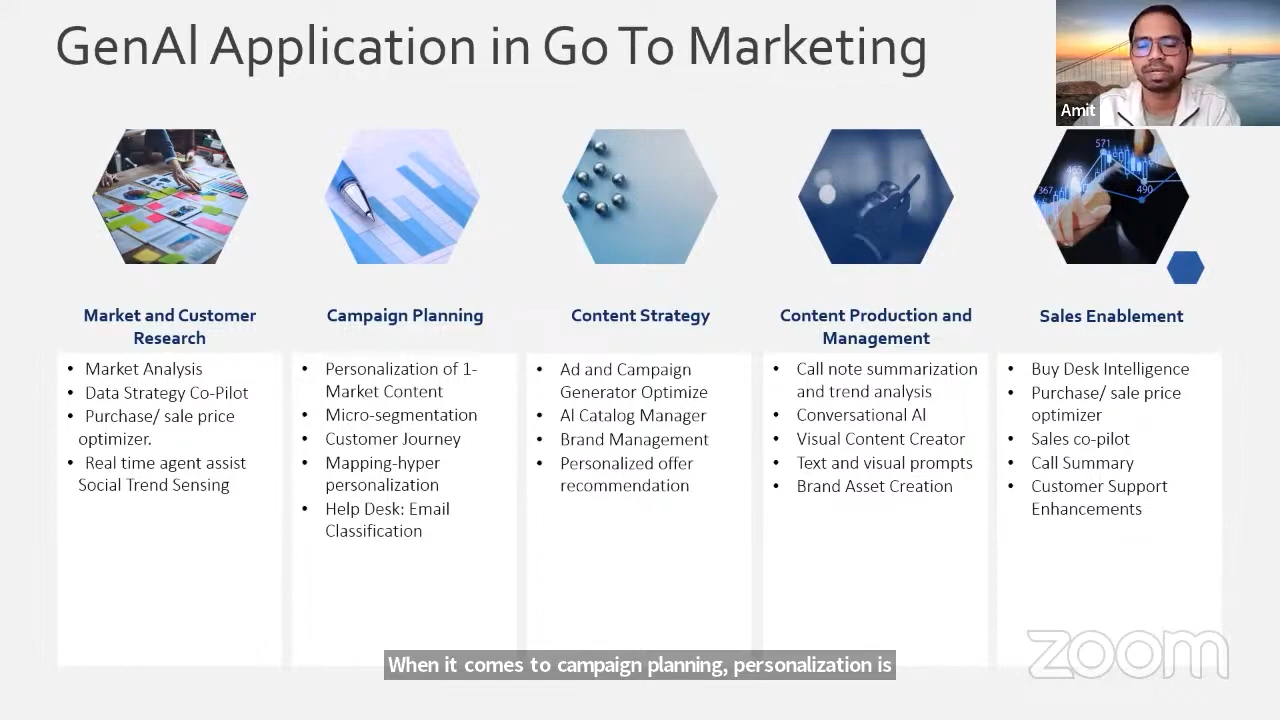 GenAI Application in Go To Marketing
Amit
571
465
367
490
Market and Customer
Research
• Market Analysis
• Data Strategy Co-Pilot
• Purchase/ sale price
optimizer.
• Real time agent assist
Social Trend Sensing
Campaign Planning
• Personalization of 1-
Market Content
• Micro-segmentation
• Customer Journey
• Mapping-hyper
personalization
• Help Desk: Email
Classification
Content Strategy
• Ad and Campaign
Generator Optimize
• AI Catalog Manager
• Brand Management
• Personalized offer
recommendation
Content Production and
Management
• Call note summarization
and trend analysis
• Conversational AI
• Visual Content Creator
• Text and visual prompts
• Brand Asset Creation
Sales Enablement
• Buy Desk Intelligence
• Purchase/ sale price
optimizer
• Sales co-pilot
• Call Summary
• Customer Support
Enhancements
When it comes to campaign planning, personalization is
zoom